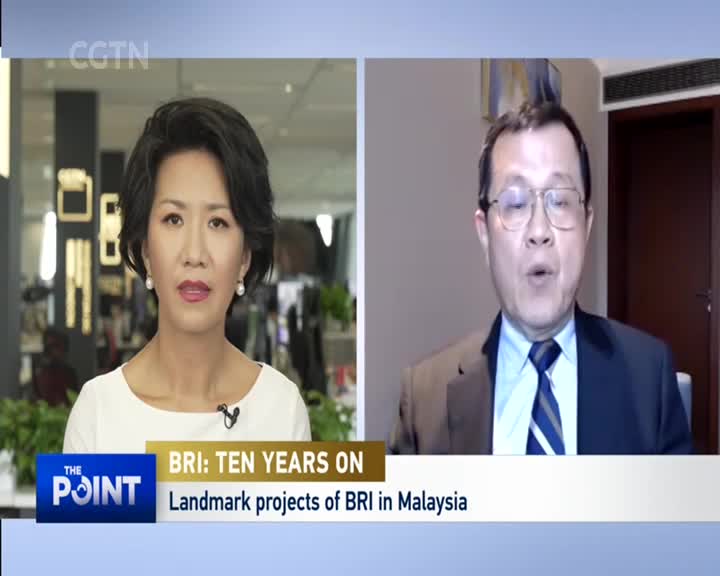 CGTN
BRI: TEN YEARS ON
THE
POINT
Landmark projects of BRI in Malaysia